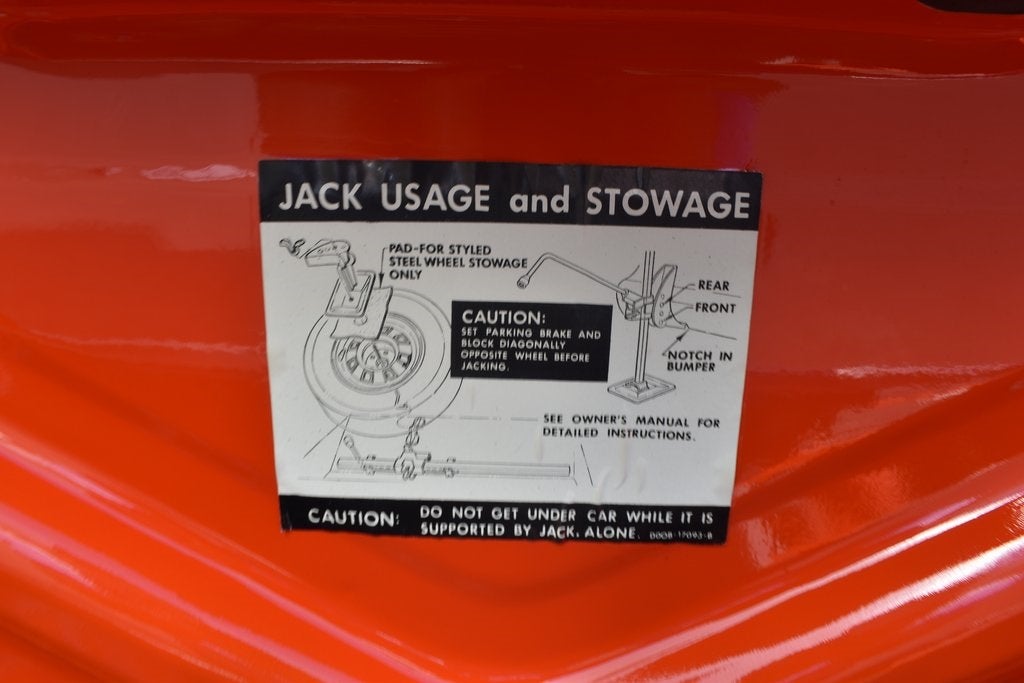 JACK USAGE and STOWAGE
PAD-FOR STYLED
STEEL WHEEL STOWAGE
ONLY
REAR
FRONT
NOTCH IN
BUMPER
CAUTION:
SET PARKING BRAKE AND
BLOCK DIAGONALLY
OPPOSITE WHEEL BEFORE
JACKING.
SEE OWNER'S MANUAL FOR
DETAILED INSTRUCTIONS.
CAUTION: DO NOT GET UNDER CAR WHILE IT IS
SUPPORTED BY JACK. ALONE. DOOB-17093-B